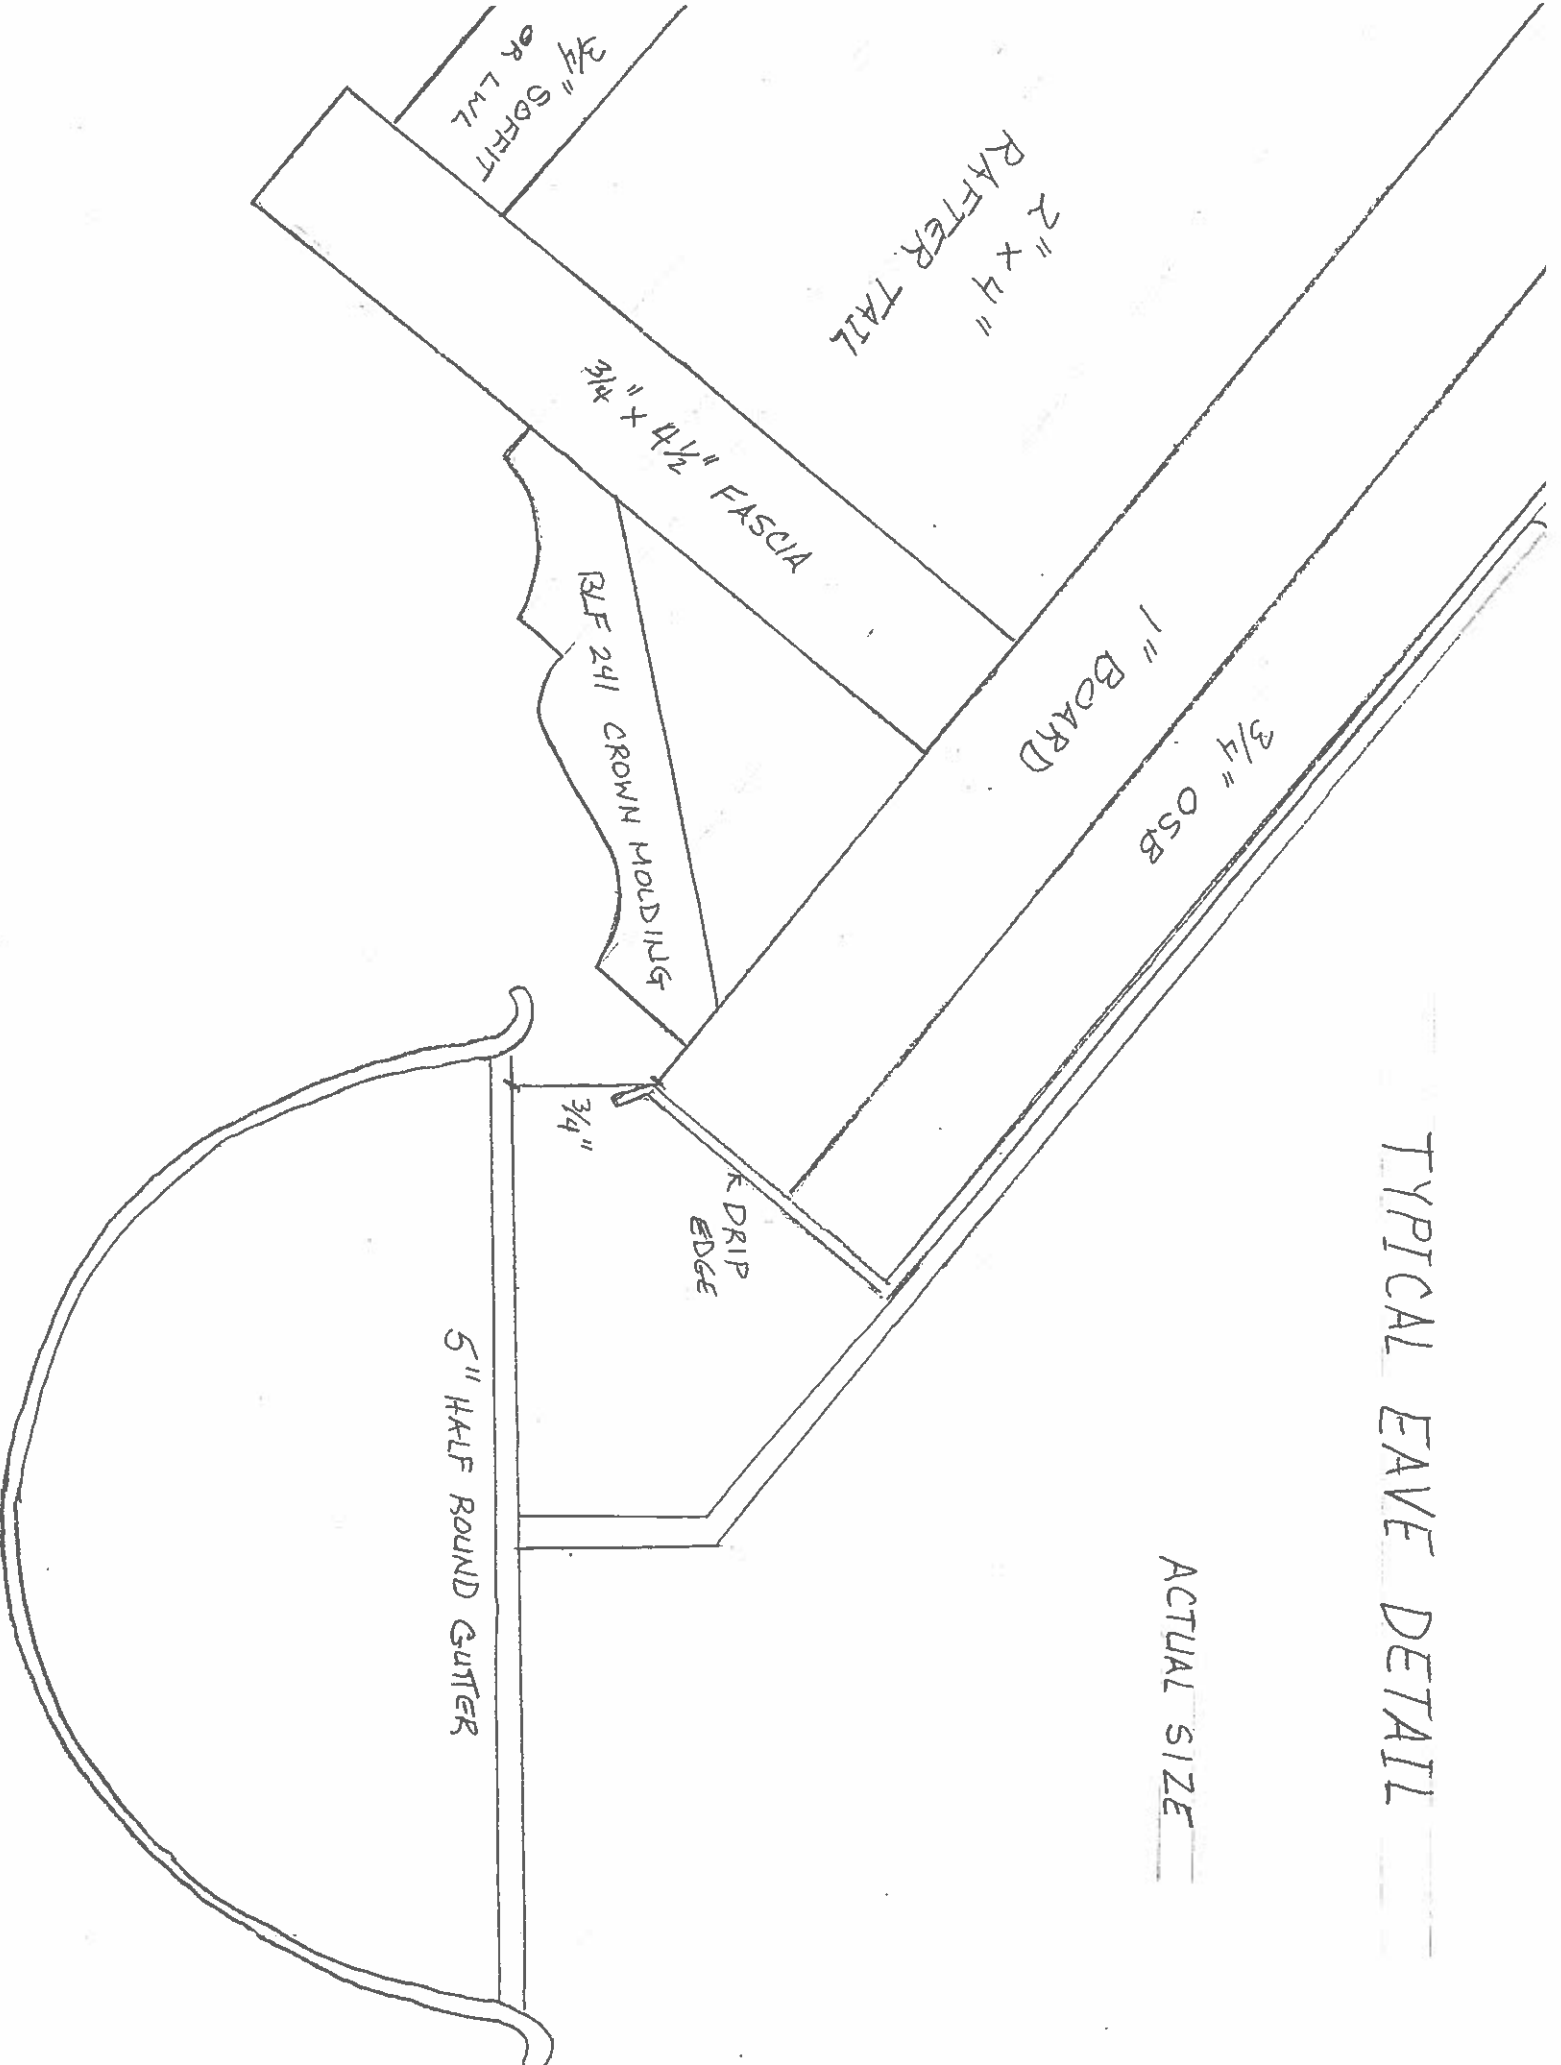 TYPICAL EAVE DETAIL
ACTUAL SIZE
3/4" OSB
1" BOARD
2" x 4"
RAFTER TAIL
3/4" SOFFIT
OR LWL
3/4" x 4 1/2" FASCIA
BLF 241 CROWN MOLDING
DRIP
EDGE
3/4"
5" HALF ROUND GUTTER